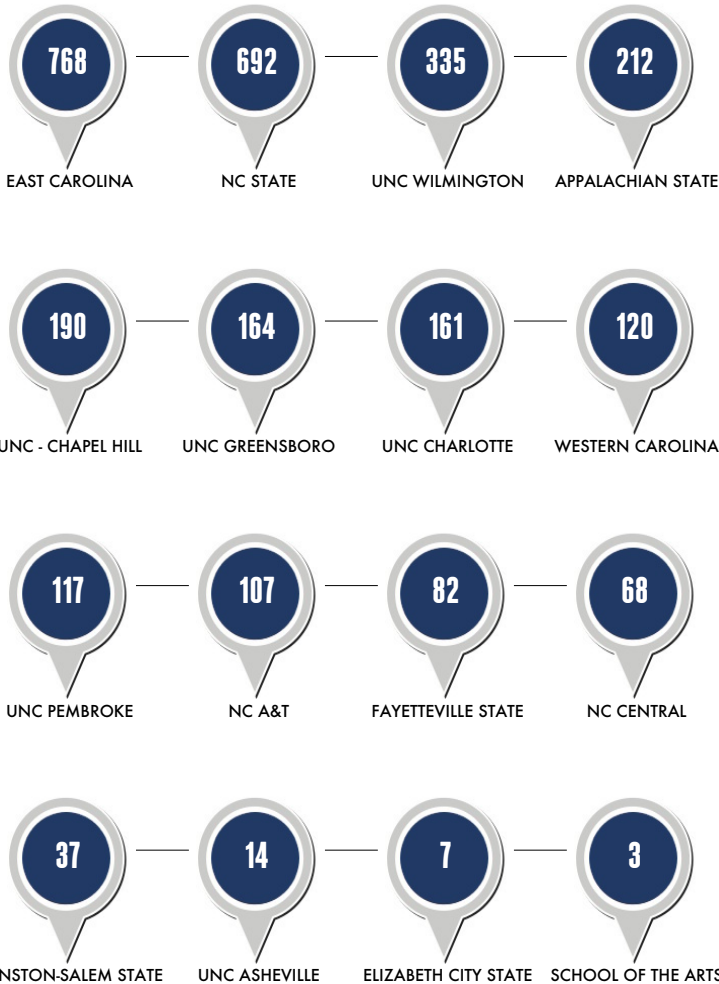 768 692 335 212
EAST CAROLINA NC STATE UNC WILMINGTON APPALACHIAN STATE
190 164 161 120
UNC - CHAPEL HILL UNC GREENSBORO UNC CHARLOTTE WESTERN CAROLINA
117 107 82 68
UNC PEMBROKE NC A&T FAYETTEVILLE STATE NC CENTRAL
37 14 7 3
NSTON-SALEM STATE UNC ASHEVILLE ELIZABETH CITY STATE SCHOOL OF THE ARTS